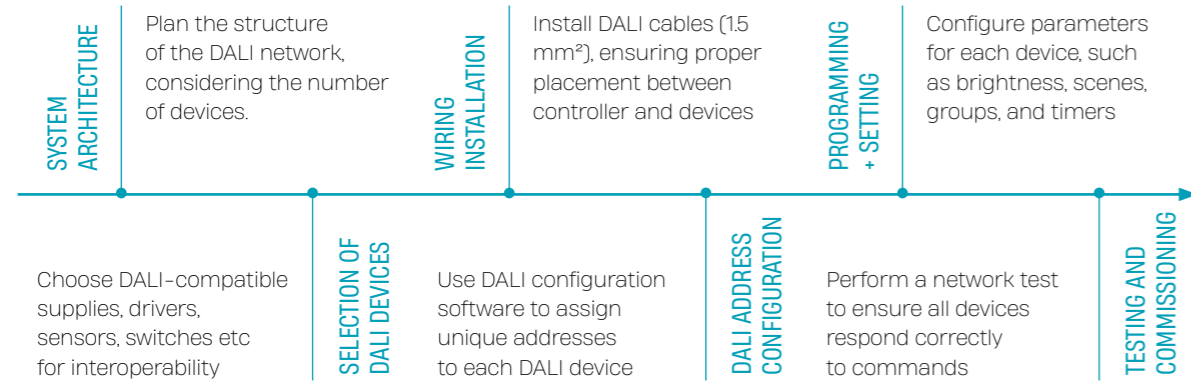 SYSTEM
ARCHITECTURE
Plan the structure
of the DALI network,
considering the number
of devices.
SELECTION OF
DALI DEVICES
Choose DALI-compatible
supplies, drivers,
sensors, switches etc
for interoperability
WIRING
INSTALLATION
Install DALI cables (1.5
mm²), ensuring proper
placement between
controller and devices
DALI ADDRESS
CONFIGURATION
Use DALI configuration
software to assign
unique addresses
to each DALI device
PROGRAMMING
+ SETTING
Configure parameters
for each device, such
as brightness, scenes,
groups, and timers
TESTING AND
COMMISSIONING
Perform a network test
to ensure all devices
respond correctly
to commands